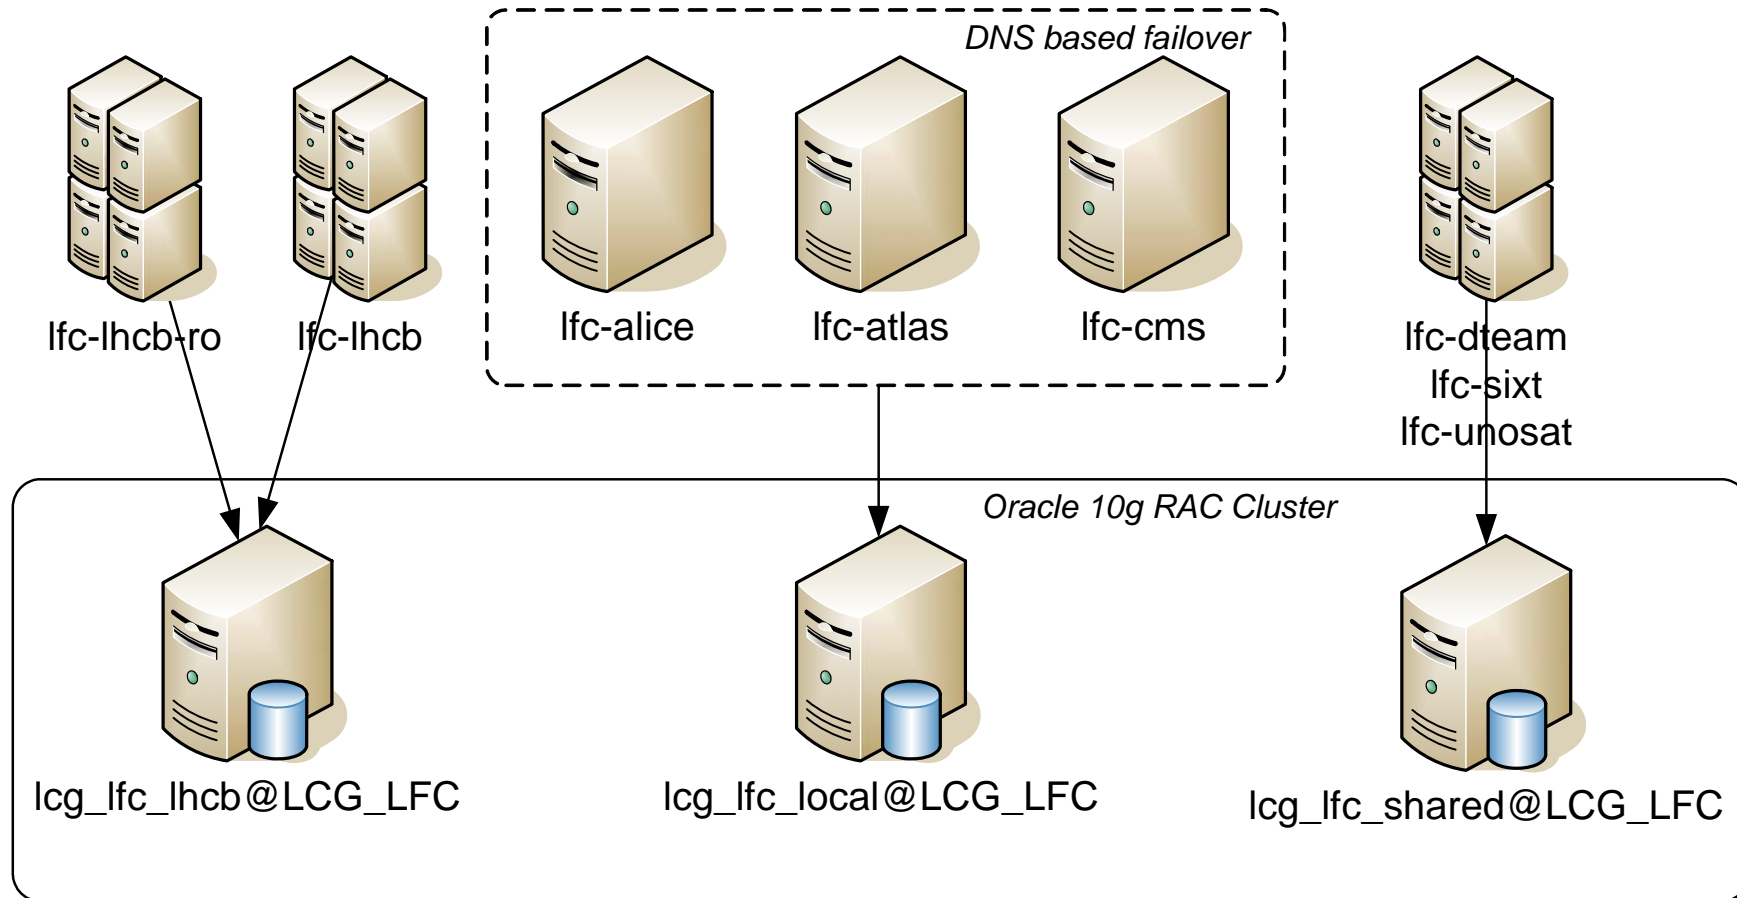 DNS based failover
lfc-lhcb-ro
lfc-lhcb
lfc-alice
lfc-atlas
lfc-cms
lfc-dteam
lfc-sixt
lfc-unosat
Oracle 10g RAC Cluster
lcg_lfc_lhcb@LCG_LFC
lcg_lfc_local@LCG_LFC
lcg_lfc_shared@LCG_LFC